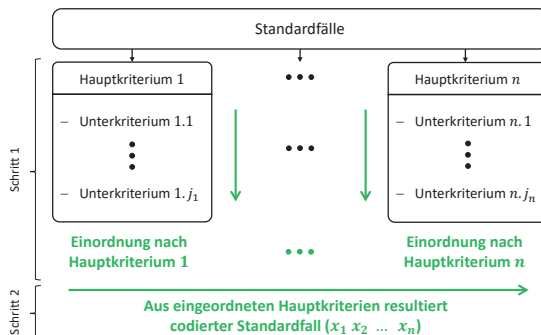 Standardfälle
Hauptkriterium 1
Hauptkriterium n
– Unterkriterium 1.1
– Unterkriterium n. 1
Schritt 1
– Unterkriterium 1. j₁
– Unterkriterium n. jₙ
Einordnung nach
Hauptkriterium 1
Einordnung nach
Hauptkriterium n
Schritt 2
Aus eingeordneten Hauptkriterien resultiert
codierter Standardfall (x₁ x₂ … xₙ)